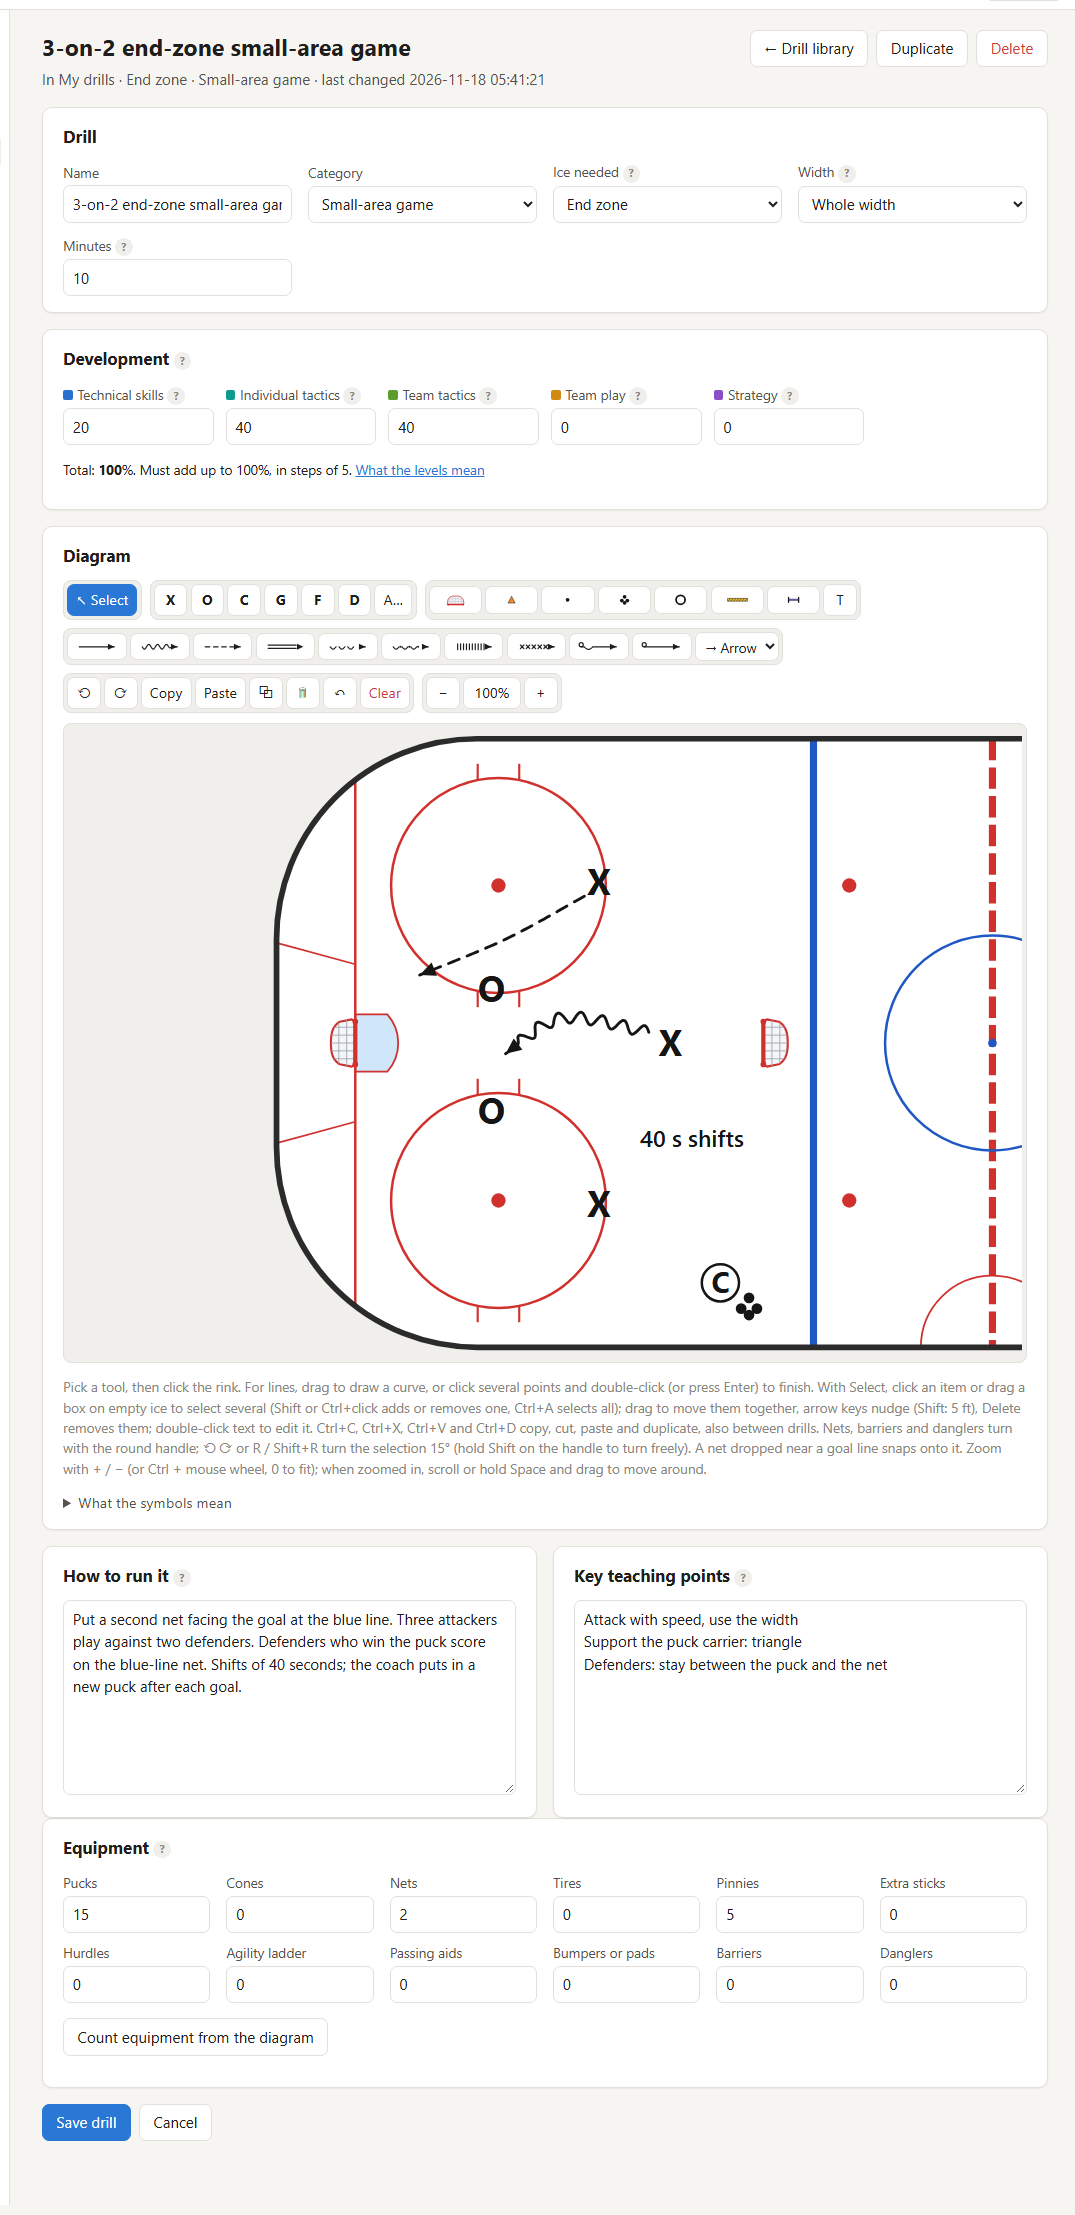 3-on-2 end-zone small-area game
← Drill library
Duplicate
Delete
In My drills · End zone · Small-area game · last changed 2026-11-18 05:41:21
Drill
Name
Category
Ice needed ?
Width ?
3-on-2 end-zone small-area gar
Small-area game
End zone
Whole width
Minutes ?
10
Development ?
Technical skills ?
Individual tactics ?
Team tactics ?
Team play ?
Strategy ?
20
40
40
0
0
Total: 100%. Must add up to 100%, in steps of 5. What the levels mean
Diagram
Select
X
O
C
G
F
D
A...
T
→ Arrow
Copy
Paste
Clear
−
100%
+
X
O
X
O
40 s shifts
X
C
Pick a tool, then click the rink. For lines, drag to draw a curve, or click several points and double-click (or press Enter) to finish. With Select, click an item or drag a
box on empty ice to select several (Shift or Ctrl+click adds or removes one, Ctrl+A selects all); drag to move them together, arrow keys nudge (Shift: 5 ft), Delete
removes them; double-click text to edit it. Ctrl+C, Ctrl+X, Ctrl+V and Ctrl+D copy, cut, paste and duplicate, also between drills. Nets, barriers and danglers turn
with the round handle; ⟲ ⟳ or R / Shift+R turn the selection 15° (hold Shift on the handle to turn freely). A net dropped near a goal line snaps onto it. Zoom
with + / − (or Ctrl + mouse wheel, 0 to fit); when zoomed in, scroll or hold Space and drag to move around.
▶ What the symbols mean
How to run it ?
Put a second net facing the goal at the blue line. Three attackers
play against two defenders. Defenders who win the puck score
on the blue-line net. Shifts of 40 seconds; the coach puts in a
new puck after each goal.
Key teaching points ?
Attack with speed, use the width
Support the puck carrier: triangle
Defenders: stay between the puck and the net
Equipment ?
Pucks
Cones
Nets
Tires
Pinnies
Extra sticks
15
0
2
0
5
0
Hurdles
Agility ladder
Passing aids
Bumpers or pads
Barriers
Danglers
0
0
0
0
0
0
Count equipment from the diagram
Save drill
Cancel